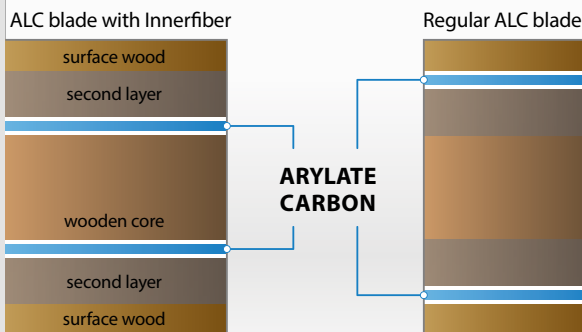 ALC blade with Innerfiber
Regular ALC blade
surface wood
second layer
ARYLATE
CARBON
wooden core
second layer
surface wood